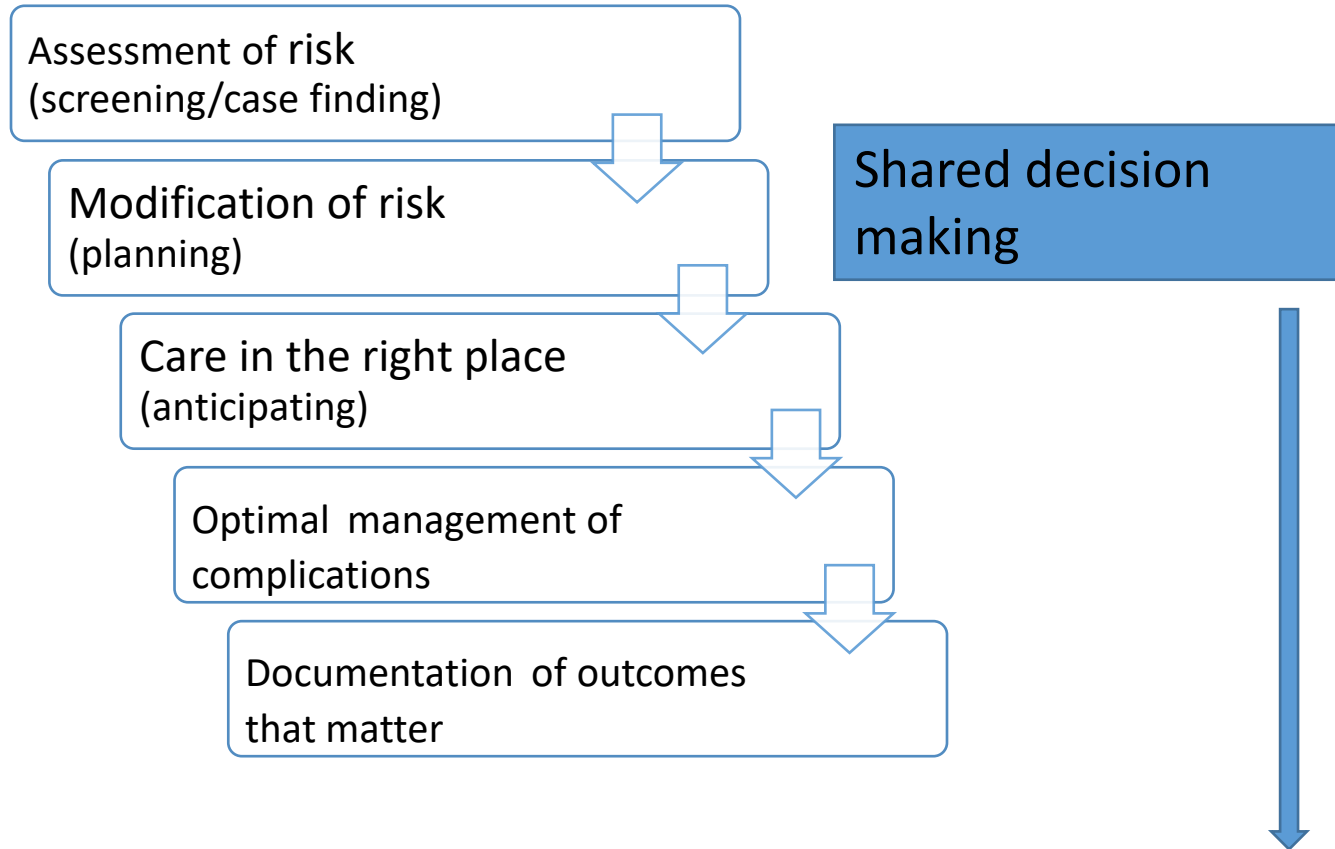 Assessment of risk
(screening/case finding)
Modification of risk
(planning)
Care in the right place
(anticipating)
Optimal management of
complications
Documentation of outcomes
that matter
Shared decision
making